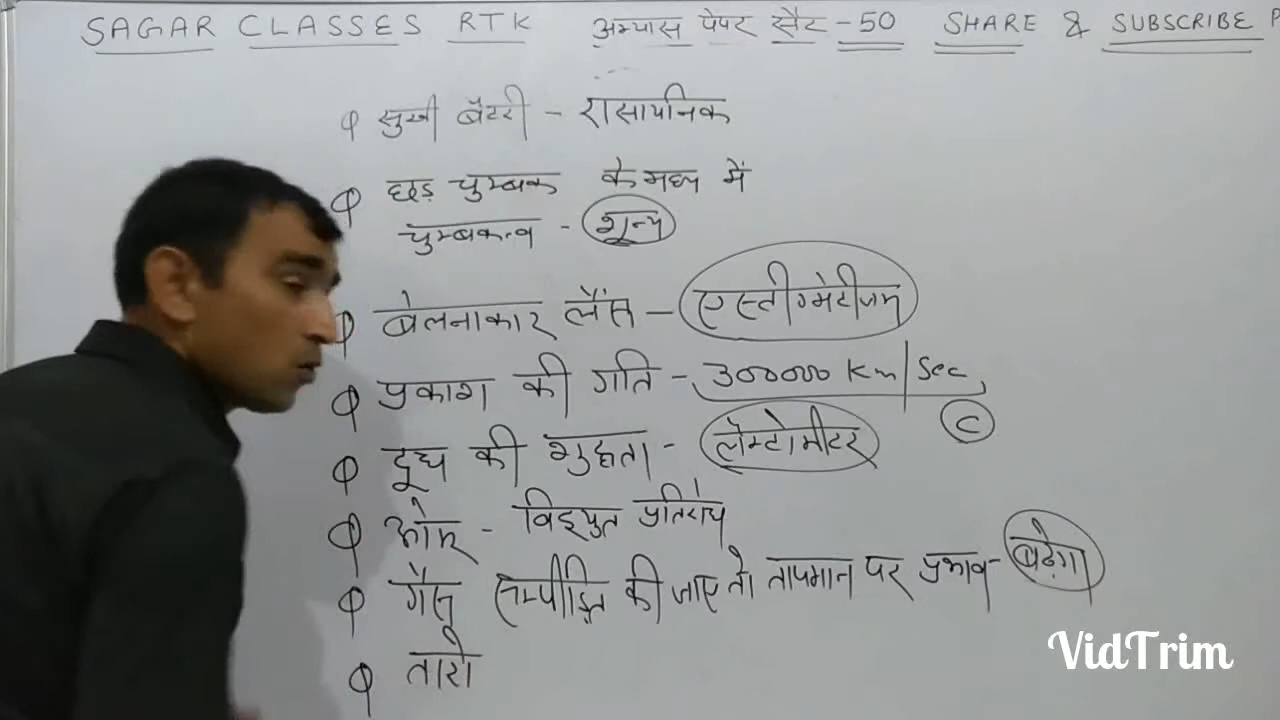 SAGAR CLASSES RTK अभ्यास पेपर सैट - 50 SHARE & SUBSCRIBE P
φ सुखी बैटरी - रासायनिक
φ छड़ चुम्बक के मध्य में
चुम्बकत्व - शून्य
φ बेलनाकार लैंस - एस्टीग्मेटीजम
φ प्रकाश की गति - 300000 Km/Sec
C
φ दूध की शुद्धता - लैक्टोमीटर
φ ओम - विद्युत प्रतिरोध
φ गैस सम्पीड़ित की जाए तो तापमान पर प्रभाव - बढ़ेगा
φ तारो
VidTrim